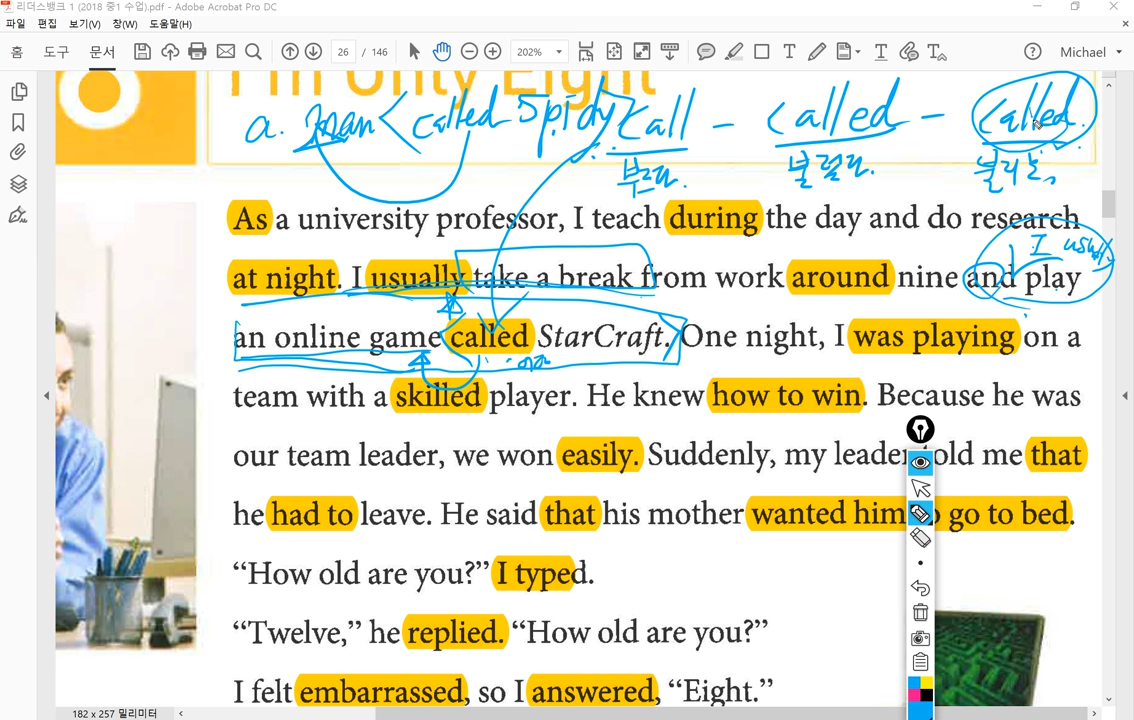 리더스뱅크 1 (2018 중1 수업).pdf - Adobe Acrobat Pro DC
파일 편집 보기(V) 창(W) 도움말(H)
홈 도구 문서 26 / 146 202% Michael
I'm Only Eight
a. man < called Spidy > call - called - called
부르다. 불렀다.
As a university professor, I teach during the day and do research
I usually
at night. I usually take a break from work around nine and play
an online game called StarCraft. One night, I was playing on a
team with a skilled player. He knew how to win. Because he was
our team leader, we won easily. Suddenly, my leader told me that
he had to leave. He said that his mother wanted him to go to bed.
“How old are you?” I typed.
“Twelve,” he replied. “How old are you?”
I felt embarrassed, so I answered, “Eight.”
182 x 257 밀리미터